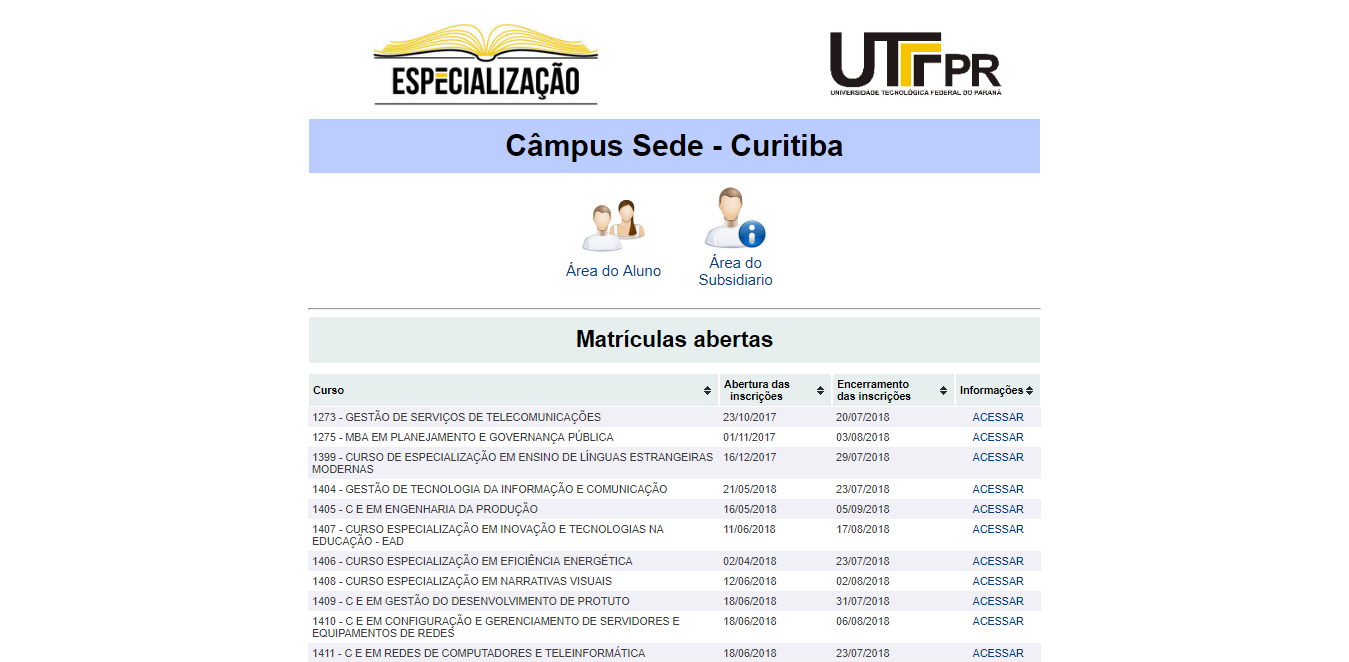 ESPECIALIZAÇÃO
UTFPR
UNIVERSIDADE TECNOLÓGICA FEDERAL DO PARANÁ
Câmpus Sede - Curitiba
Área do Aluno
Área do
Subsidiario
Matrículas abertas
Curso Abertura das inscrições Encerramento das inscrições Informações
1273 - GESTÃO DE SERVIÇOS DE TELECOMUNICAÇÕES 23/10/2017 20/07/2018 ACESSAR
1275 - MBA EM PLANEJAMENTO E GOVERNANÇA PÚBLICA 01/11/2017 03/08/2018 ACESSAR
1399 - CURSO DE ESPECIALIZAÇÃO EM ENSINO DE LÍNGUAS ESTRANGEIRAS 16/12/2017 29/07/2018 ACESSAR
MODERNAS
1404 - GESTÃO DE TECNOLOGIA DA INFORMAÇÃO E COMUNICAÇÃO 21/05/2018 23/07/2018 ACESSAR
1405 - C E EM ENGENHARIA DA PRODUÇÃO 16/05/2018 05/09/2018 ACESSAR
1407 - CURSO ESPECIALIZAÇÃO EM INOVAÇÃO E TECNOLOGIAS NA 11/06/2018 17/08/2018 ACESSAR
EDUCAÇÃO - EAD
1406 - CURSO ESPECIALIZAÇÃO EM EFICIÊNCIA ENERGÉTICA 02/04/2018 23/07/2018 ACESSAR
1408 - CURSO ESPECIALIZAÇÃO EM NARRATIVAS VISUAIS 12/06/2018 02/08/2018 ACESSAR
1409 - C E EM GESTÃO DO DESENVOLVIMENTO DE PROTUTO 18/06/2018 31/07/2018 ACESSAR
1410 - C E EM CONFIGURAÇÃO E GERENCIAMENTO DE SERVIDORES E 18/06/2018 06/08/2018 ACESSAR
EQUIPAMENTOS DE REDES
1411 - C E EM REDES DE COMPUTADORES E TELEINFORMÁTICA 18/06/2018 23/07/2018 ACESSAR